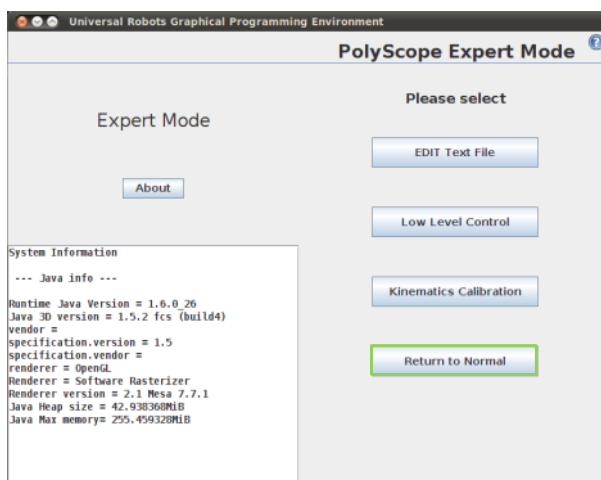 Universal Robots Graphical Programming Environment
PolyScope Expert Mode
?
Expert Mode
About
System Information
--- Java info ---
Runtime Java Version = 1.6.0_26
Java 3D version = 1.5.2 fcs (build4)
vendor =
specification.version = 1.5
specification.vendor =
renderer = OpenGL
Renderer = Software Rasterizer
Renderer version = 2.1 Mesa 7.7.1
Java Heap size = 42.938368MiB
Java Max memory= 255.459328MiB
Please select
EDIT Text File
Low Level Control
Kinematics Calibration
Return to Normal